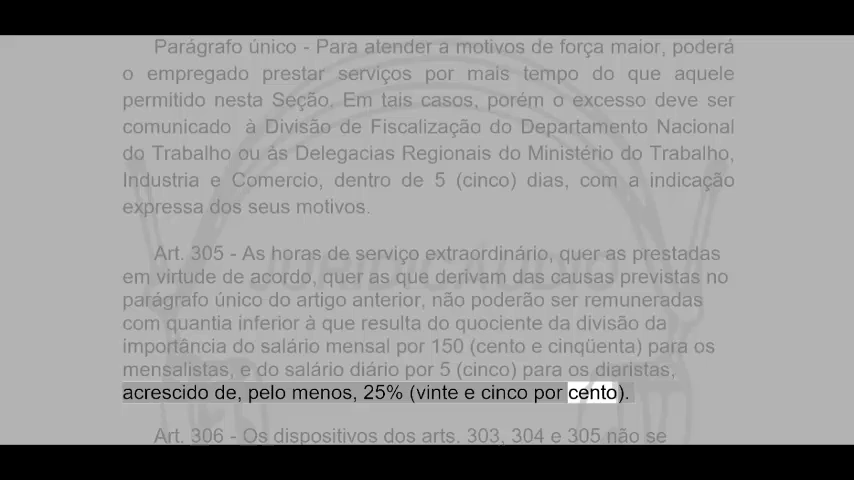 Parágrafo único - Para atender a motivos de força maior, poderá
o empregado prestar serviços por mais tempo do que aquele
permitido nesta Seção. Em tais casos, porém o excesso deve ser
comunicado à Divisão de Fiscalização do Departamento Nacional
do Trabalho ou às Delegacias Regionais do Ministério do Trabalho,
Industria e Comercio, dentro de 5 (cinco) dias, com a indicação
expressa dos seus motivos.
Art. 305 - As horas de serviço extraordinário, quer as prestadas
em virtude de acordo, quer as que derivam das causas previstas no
parágrafo único do artigo anterior, não poderão ser remuneradas
com quantia inferior à que resulta do quociente da divisão da
importância do salário mensal por 150 (cento e cinqüenta) para os
mensalistas, e do salário diário por 5 (cinco) para os diaristas,
acrescido de, pelo menos, 25% (vinte e cinco por cento).
Art. 306 - Os dispositivos dos arts. 303, 304 e 305 não se